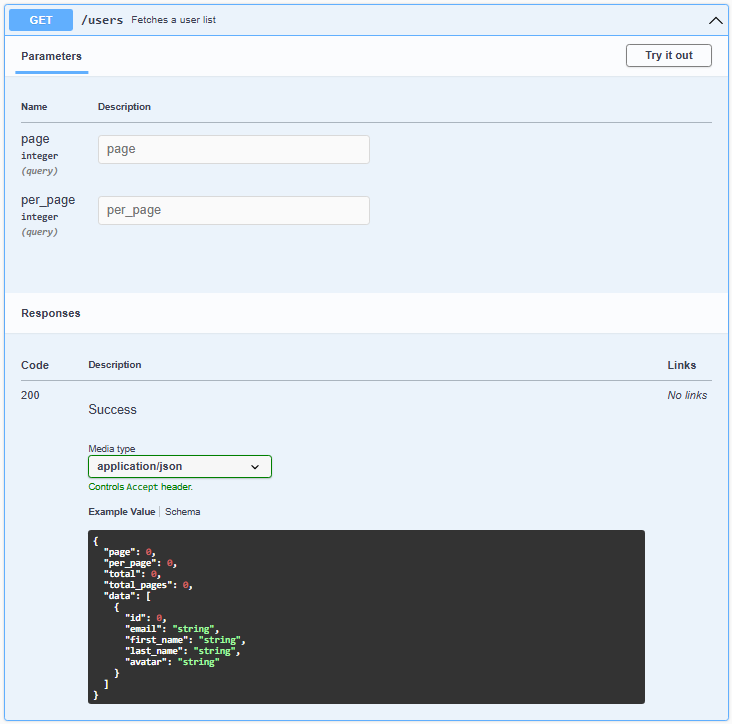 GET /users Fetches a user list
Parameters
Try it out
Name Description
page
integer
(query)
page
per_page
integer
(query)
per_page
Responses
Code Description Links
200
Success
No links
Media type
application/json
Controls Accept header.
Example Value Schema
{
  "page": 0,
  "per_page": 0,
  "total": 0,
  "total_pages": 0,
  "data": [
    {
      "id": 0,
      "email": "string",
      "first_name": "string",
      "last_name": "string",
      "avatar": "string"
    }
  ]
}